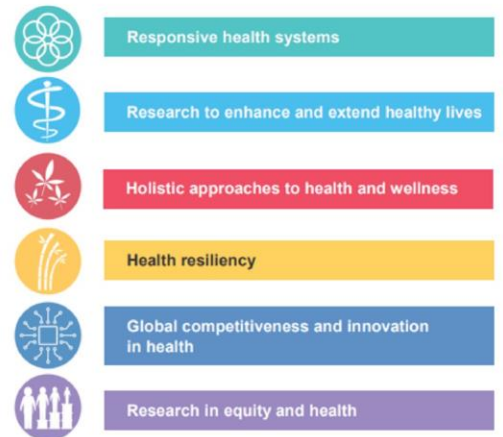 Responsive health systems
Research to enhance and extend healthy lives
Holistic approaches to health and wellness
Health resiliency
Global competitiveness and innovation
in health
Research in equity and health